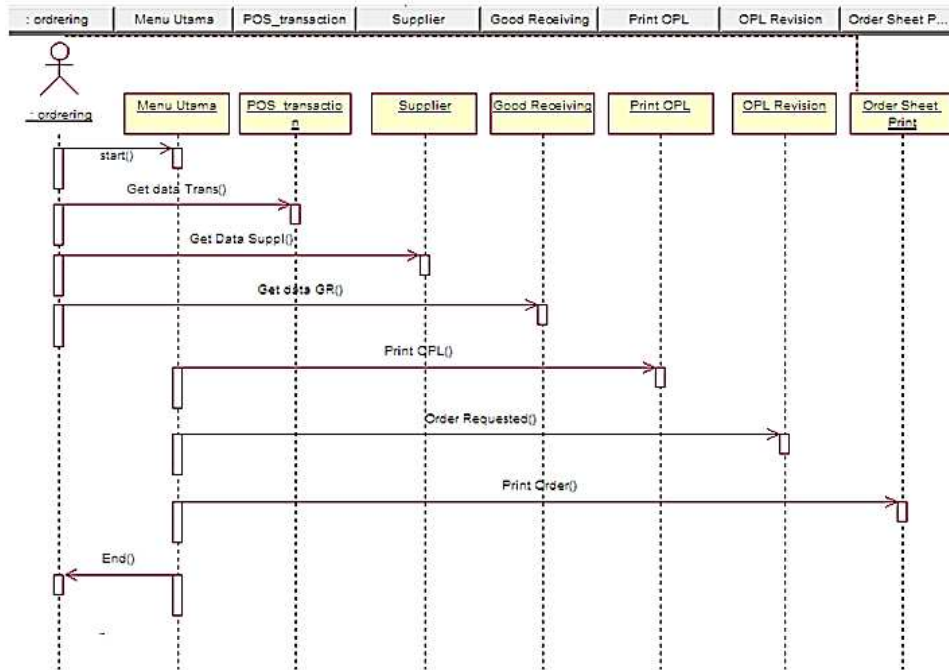 : ordrering
Menu Utama
POS_transaction
Supplier
Good Receiving
Print OPL
OPL Revision
Order Sheet P...
: ordrering
Menu Utama
POS_transactio
n
Supplier
Good Receiving
Print OPL
OPL Revision
Order Sheet
Print
start()
Get data Trans()
Get Data Suppl()
Get data GR()
Print OPL()
Order Requested()
Print Order()
End()